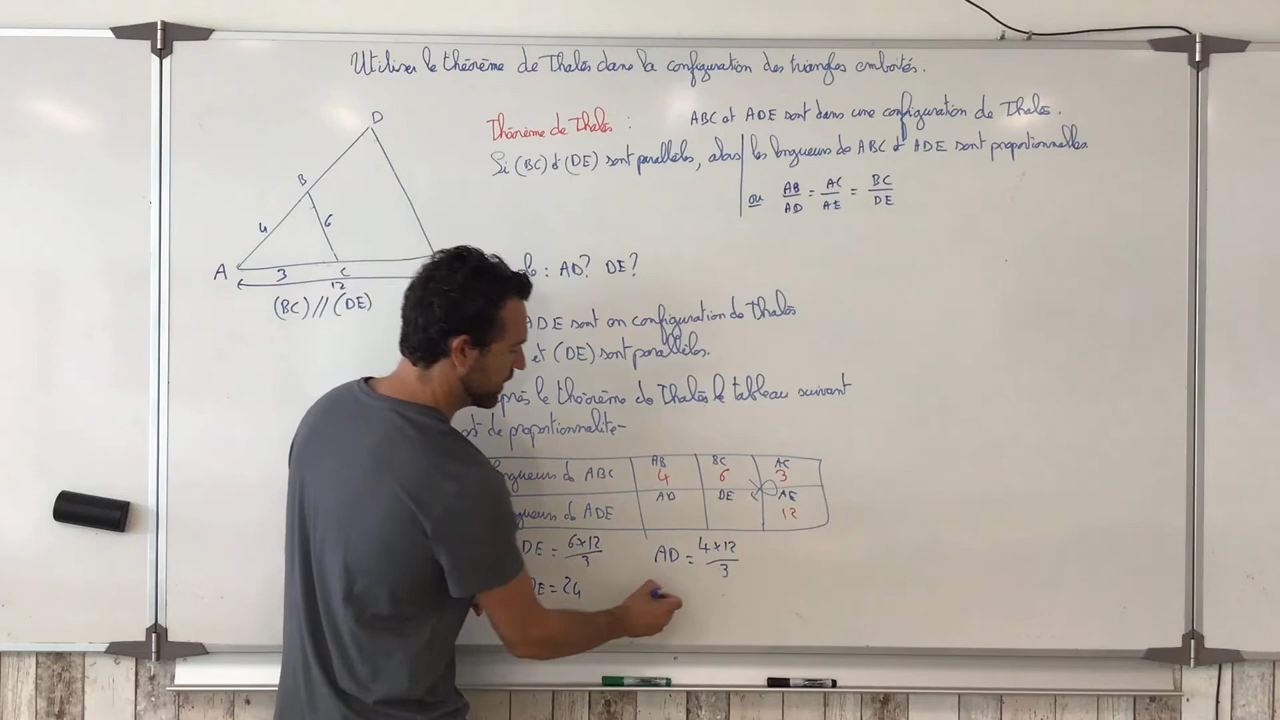 Utiliser le théorème de Thalès dans la configuration des triangles emboîtés.
Théorème de Thalès :
ABC et ADE sont dans une configuration de Thalès.
Si (BC) et (DE) sont parallèles, alors les longueurs de ABC et ADE sont proportionnelles
ou AB/AD = AC/AE = BC/DE
D
B
4
6
A
3
C
12
(BC) // (DE)
: AD? DE?
ADE sont en configuration de Thalès
et (DE) sont parallèles.
après le théorème de Thalès le tableau suivant
de proportionnalité
de ABC
AB
4
BC
6
AC
3
de ADE
AD
DE
AE
12
DE = 6×12/3
AD = 4×12/3
DE = 24